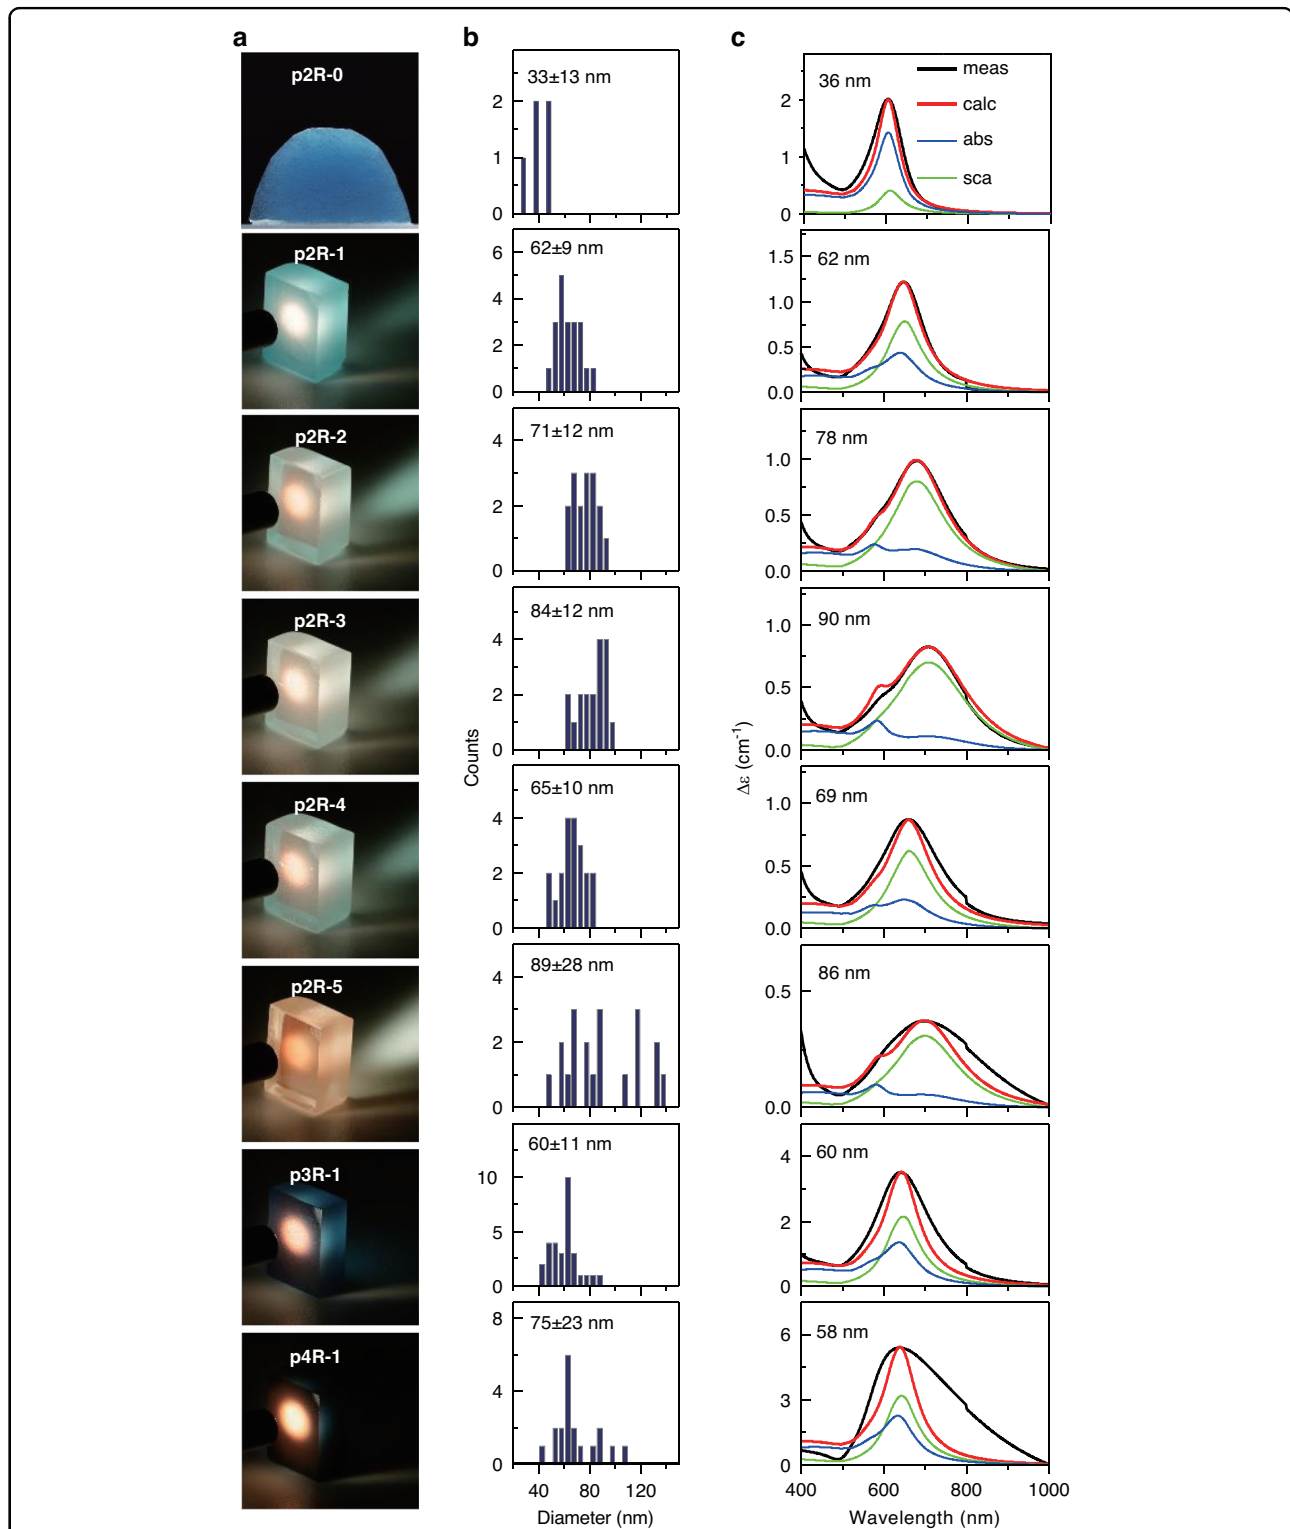 a
b
c
p2R-0
33±13 nm
2
1
0
36 nm
meas
calc
abs
sca
2
1
0
p2R-1
62±9 nm
6
4
2
0
62 nm
1.5
1.0
0.5
0.0
p2R-2
71±12 nm
4
2
0
78 nm
1.0
0.5
0.0
p2R-3
84±12 nm
4
2
0
90 nm
1.0
0.5
0.0
Counts
Δε (cm⁻¹)
p2R-4
65±10 nm
4
2
0
69 nm
1.0
0.5
0.0
p2R-5
89±28 nm
4
2
0
86 nm
0.5
0.0
p3R-1
60±11 nm
10
5
0
60 nm
4
2
0
p4R-1
75±23 nm
8
4
0
58 nm
6
3
0
40 80 120
Diameter (nm)
400 600 800 1000
Wavelength (nm)